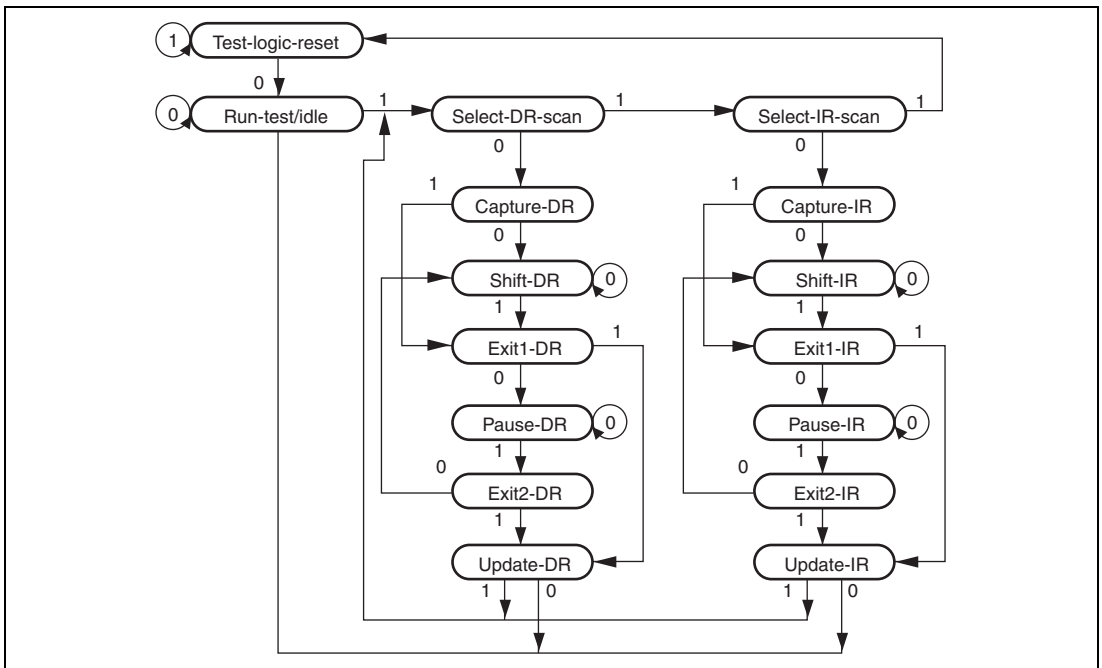 1 Test-logic-reset
0
0 Run-test/idle 1 Select-DR-scan 1 Select-IR-scan 1
0 0
1 Capture-DR 1 Capture-IR
0 0
Shift-DR 0 Shift-IR 0
1 1
Exit1-DR 1 Exit1-IR 1
0 0
Pause-DR 0 Pause-IR 0
1 1
0 Exit2-DR 0 Exit2-IR
1 1
Update-DR Update-IR
1 0 1 0